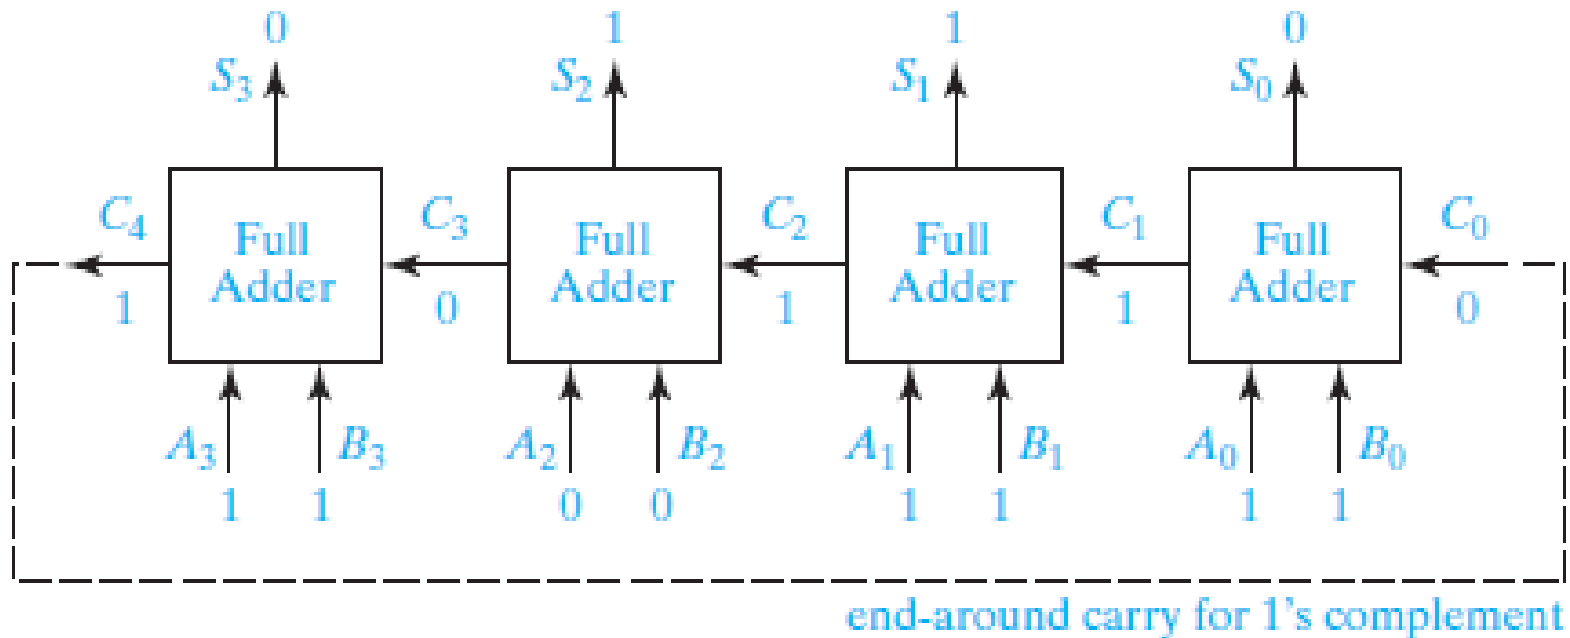 0 1 1 0
S3 S2 S1 S0
C4 Full Adder C3 Full Adder C2 Full Adder C1 Full Adder C0
1 0 1 1 0
A3 B3 A2 B2 A1 B1 A0 B0
1 1 0 0 1 1 1 1
end-around carry for 1's complement